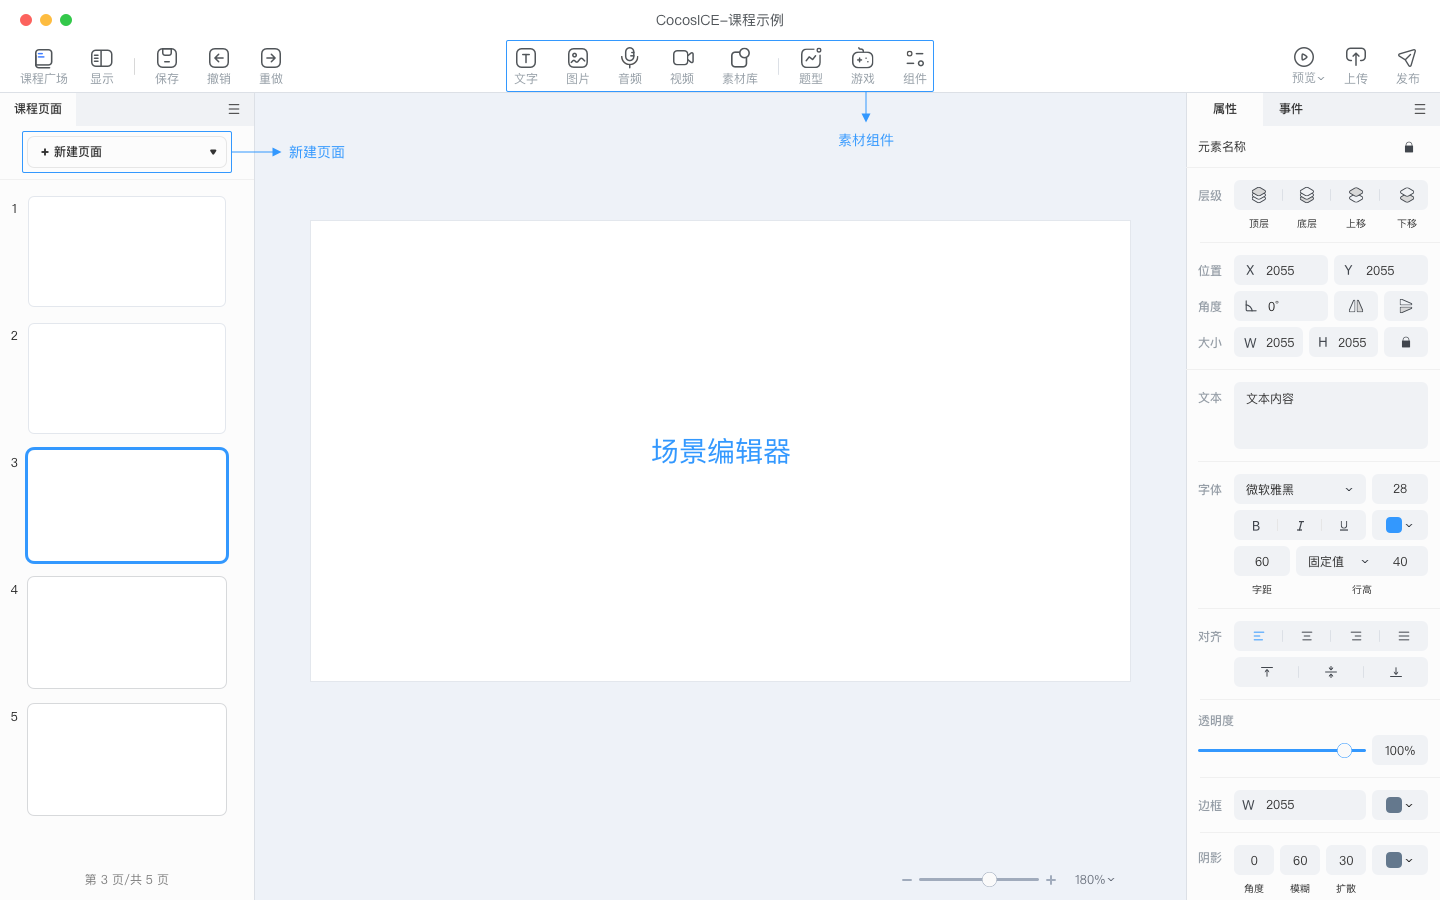 CocosICE-课程示例
课程广场 显示 保存 撤销 重做 文字 图片 音频 视频 素材库 题型 游戏 组件 预览 上传 发布
课程页面
属性 事件
+ 新建页面
新建页面
素材组件
元素名称
1
2
3
4
5
场景编辑器
层级
顶层 底层 上移 下移
位置 X 2055 Y 2055
角度 0°
大小 W 2055 H 2055
文本 文本内容
字体 微软雅黑 28
B I U
60 固定值 40
字距 行高
对齐
透明度
100%
边框 W 2055
阴影 0 60 30
角度 模糊 扩散
第 3 页/共 5 页
180%